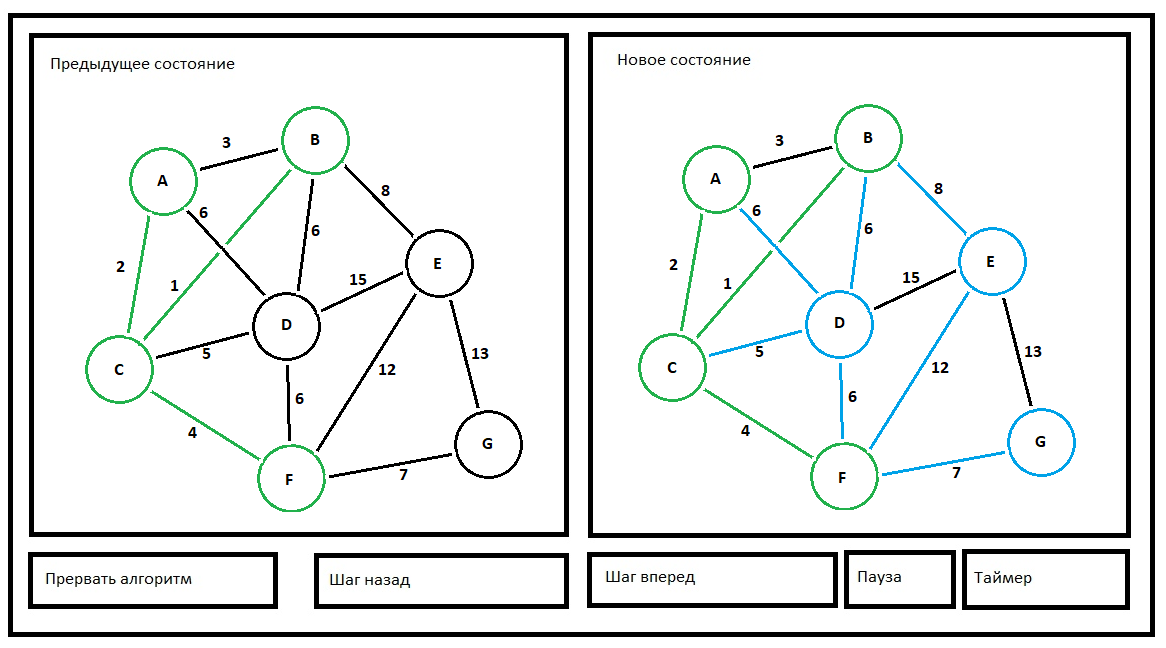 Предыдущее состояние
B
3
A
6
8
6
2
E
1
15
D
5
13
C
12
6
4
G
F
7
Новое состояние
B
3
A
6
8
6
2
E
1
15
D
5
13
C
12
6
4
G
F
7
Прервать алгоритм
Шаг назад
Шаг вперед
Пауза
Таймер